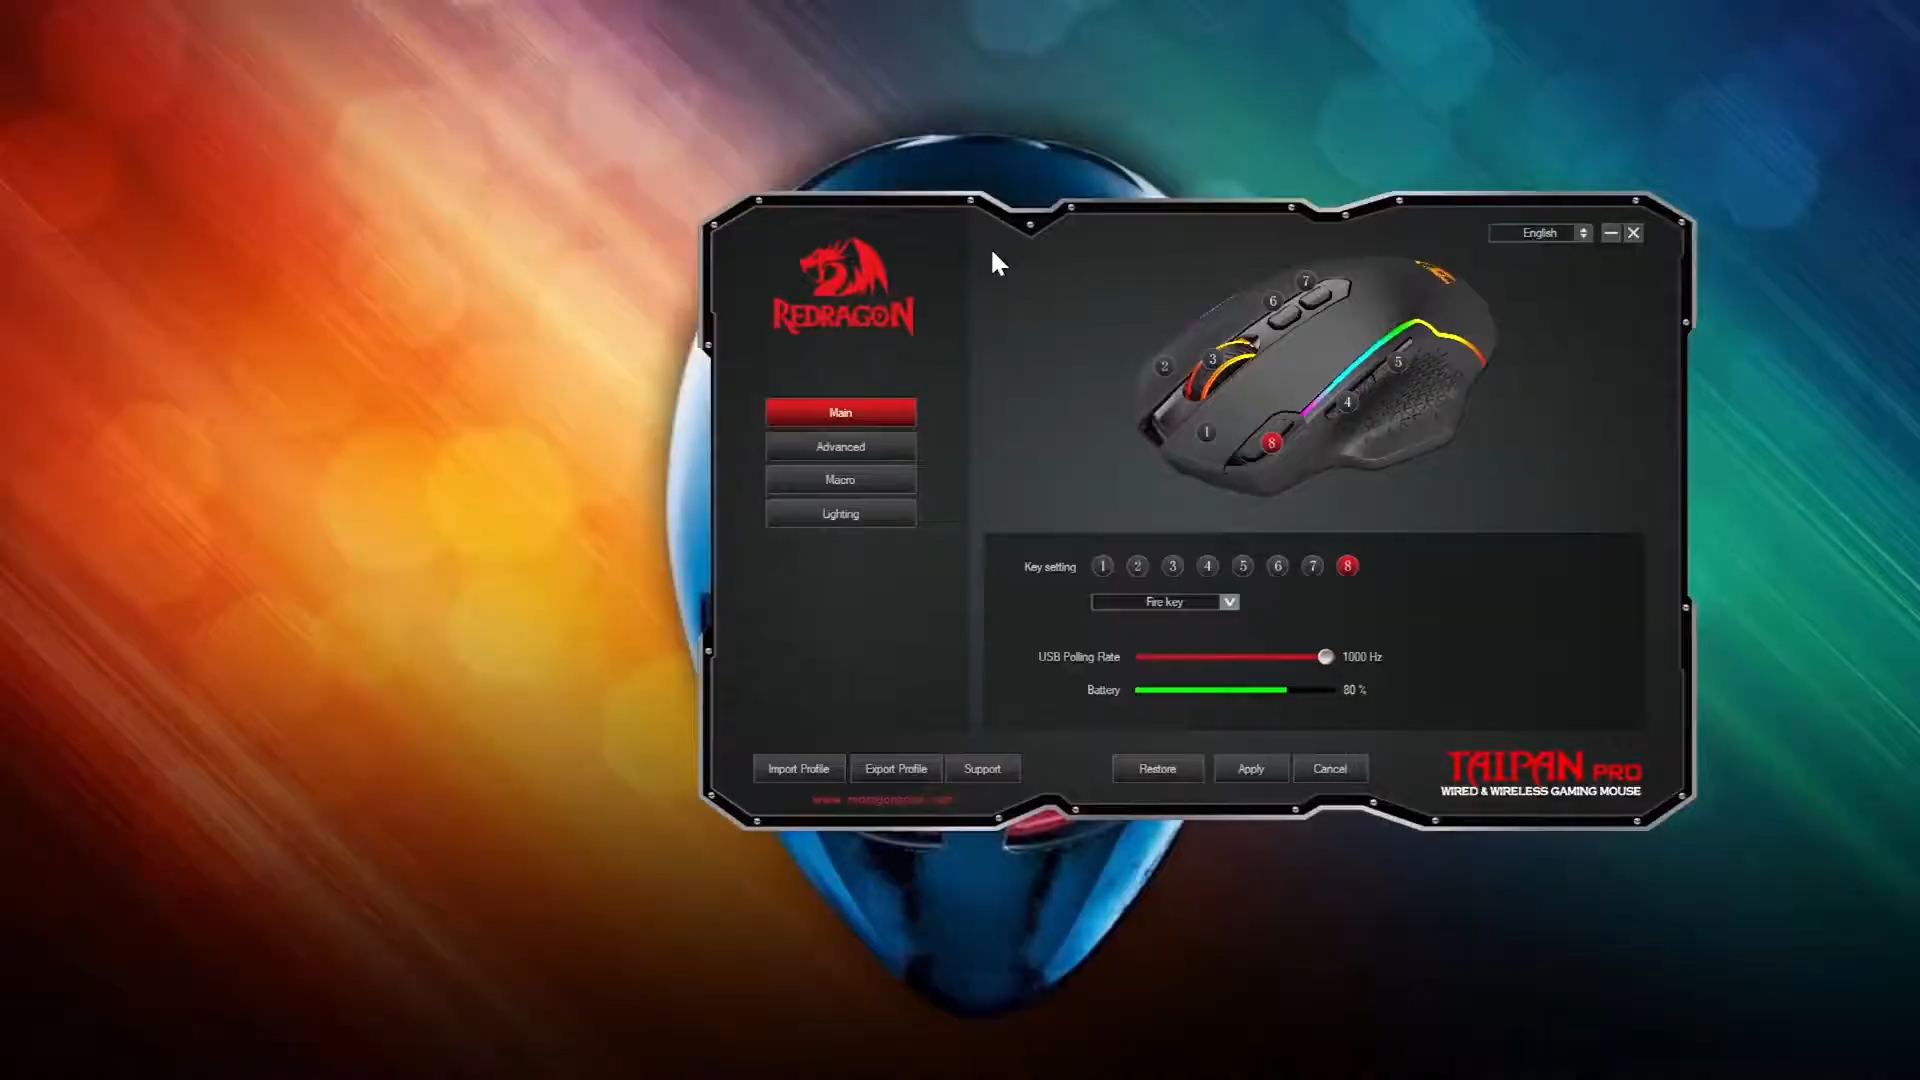 English
REDRAGON
7
6
3
2
5
4
1
8
Main
Advanced
Macro
Lighting
Key setting 1 2 3 4 5 6 7 8
Fire key
USB Polling Rate 1000 Hz
Battery 80 %
Import Profile Export Profile Support Restore Apply Cancel
TAIPAN PRO
WIRED & WIRELESS GAMING MOUSE